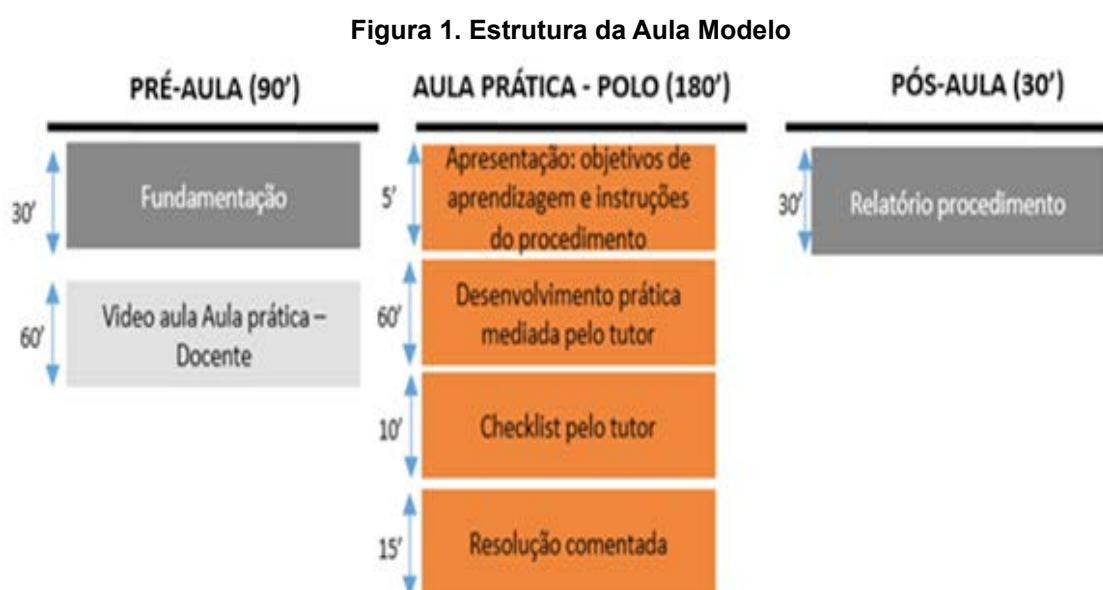 Figura 1. Estrutura da Aula Modelo
PRÉ-AULA (90’)
30’
Fundamentação
60’
Video aula Aula prática –
Docente
AULA PRÁTICA - POLO (180’)
5’
Apresentação: objetivos de
aprendizagem e instruções
do procedimento
60’
Desenvolvimento prática
mediada pelo tutor
10’
Checklist pelo tutor
15’
Resolução comentada
PÓS-AULA (30’)
30’
Relatório procedimento